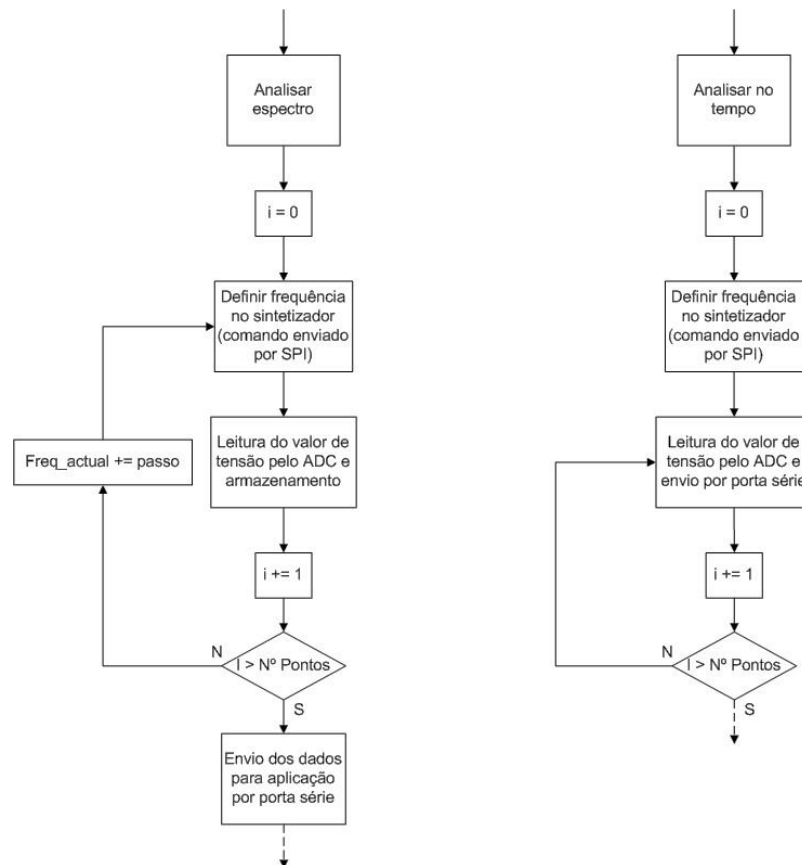 Analisar
espectro
i = 0
Definir frequência
no sintetizador
(comando enviado
por SPI)
Leitura do valor de
tensão pelo ADC e
armazenamento
Freq_actual += passo
i += 1
N
I > Nº Pontos
S
Envio dos dados
para aplicação
por porta série
Analisar no
tempo
i = 0
Definir frequência
no sintetizador
(comando enviado
por SPI)
Leitura do valor de
tensão pelo ADC e
envio por porta série
i += 1
N
I > Nº Pontos
S